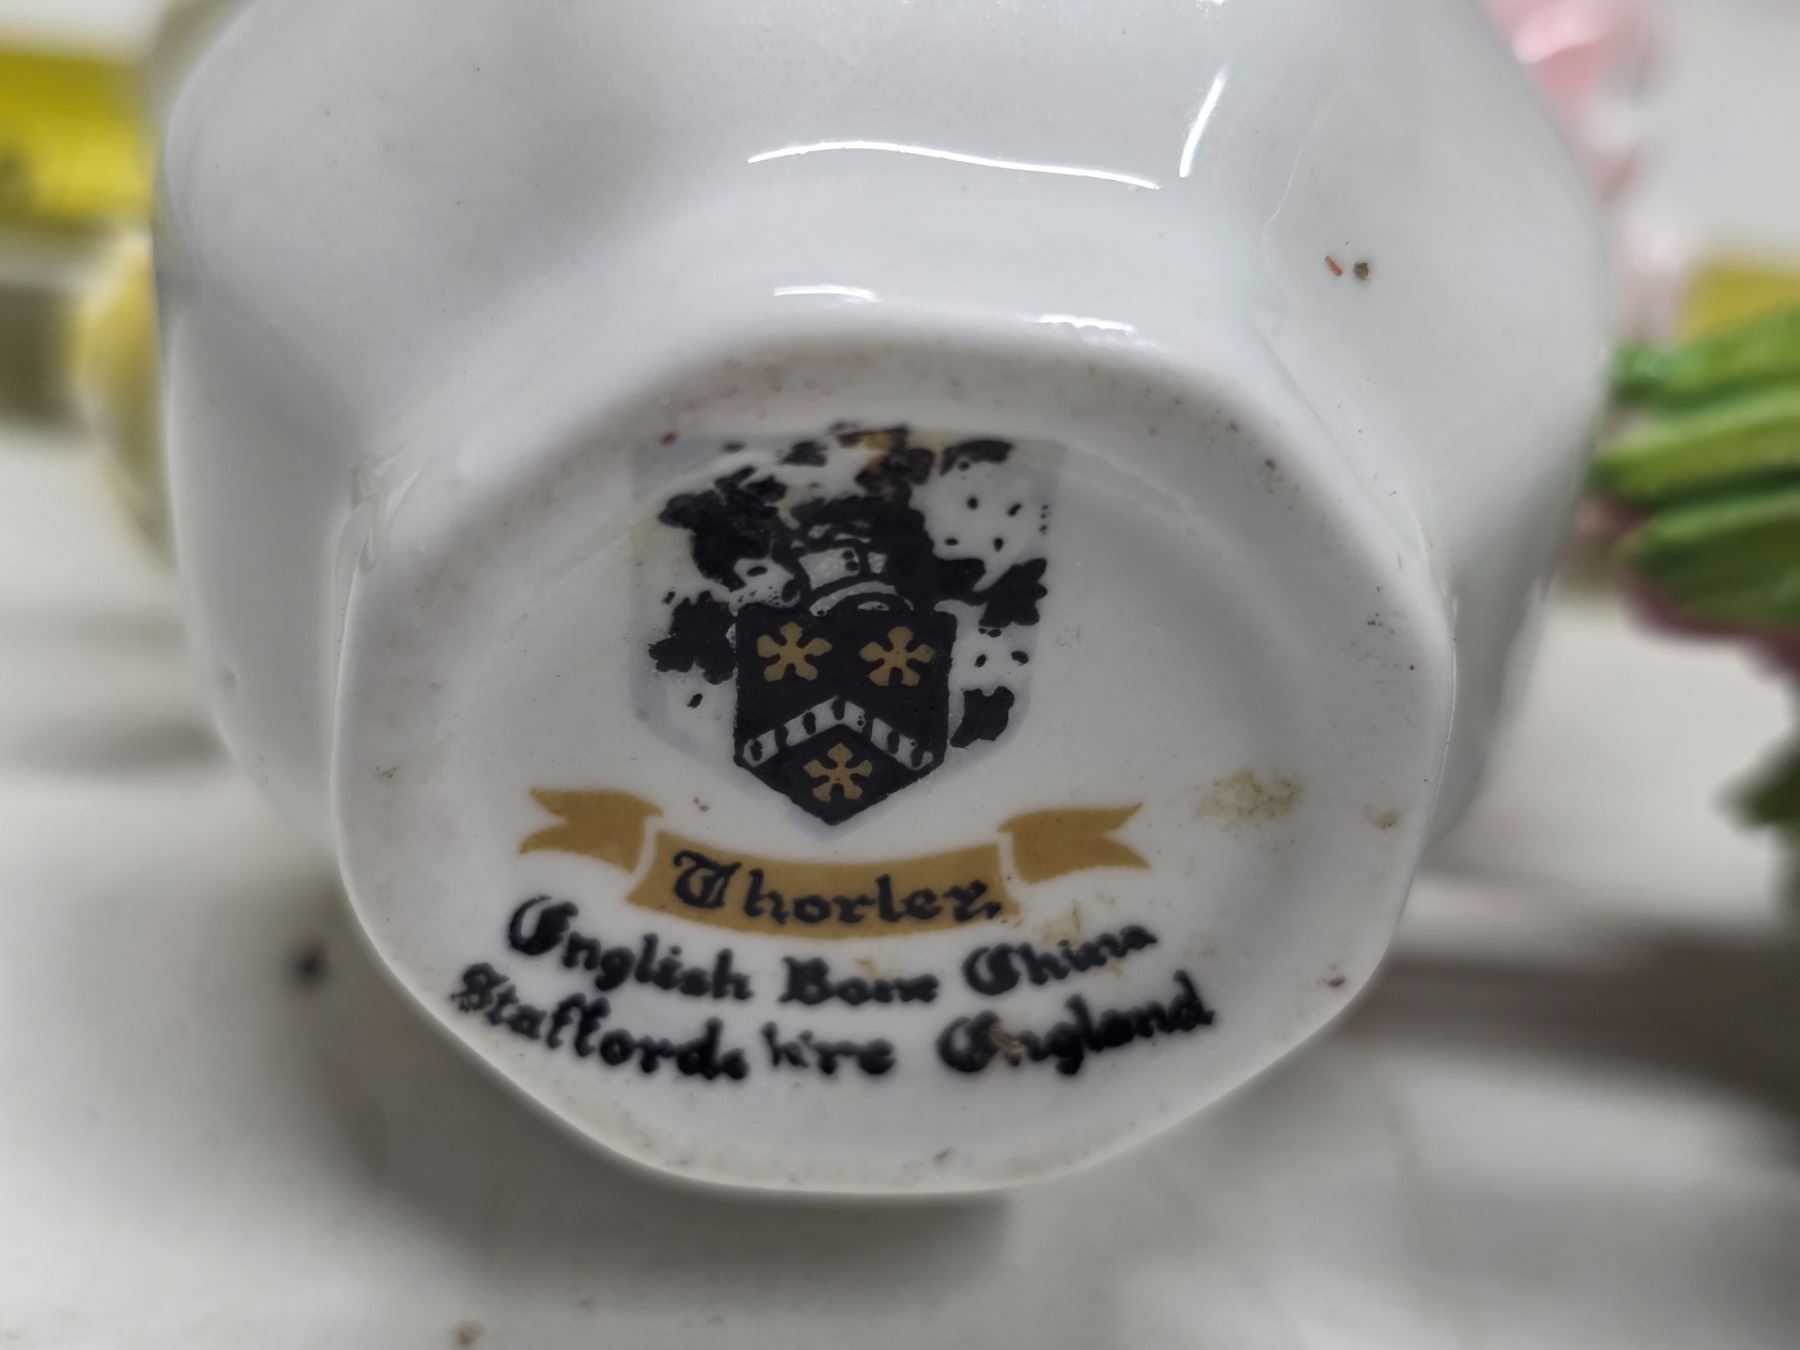 Thorley
English Bone China
Staffordshire England